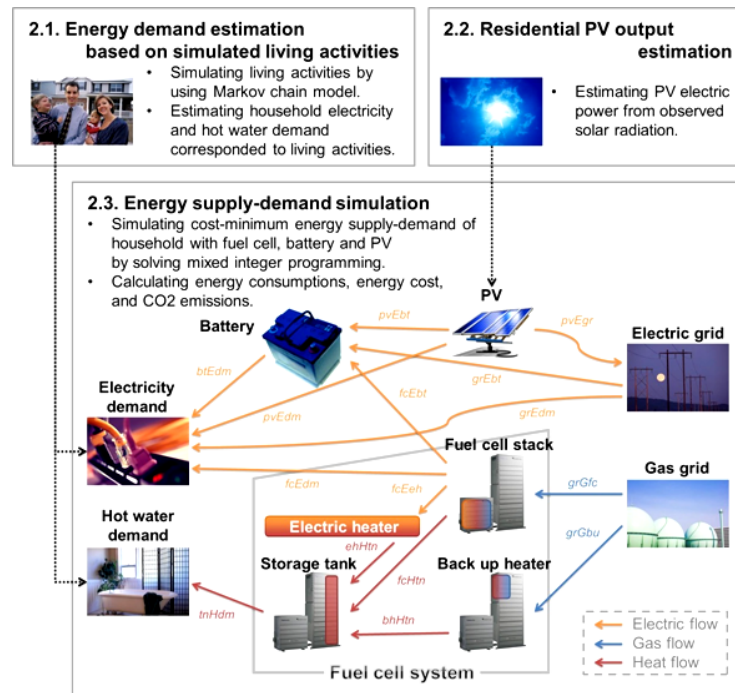 2.1. Energy demand estimation
based on simulated living activities
• Simulating living activities by
using Markov chain model.
• Estimating household electricity
and hot water demand
corresponded to living activities.
2.2. Residential PV output
estimation
• Estimating PV electric
power from observed
solar radiation.
2.3. Energy supply-demand simulation
• Simulating cost-minimum energy supply-demand of
household with fuel cell, battery and PV
by solving mixed integer programming.
• Calculating energy consumptions, energy cost,
and CO2 emissions.
PV
Battery
pvEbt
pvEgr
Electric grid
btEdm
grEbt
Electricity
demand
pvEdm
fcEbt
grEdm
Fuel cell stack
Gas grid
fcEdm
fcEeh
grGfc
Hot water
demand
Electric heater
grGbu
ehHtn
Storage tank
fcHtn
Back up heater
tnHdm
bhHtn
Electric flow
Gas flow
Heat flow
Fuel cell system